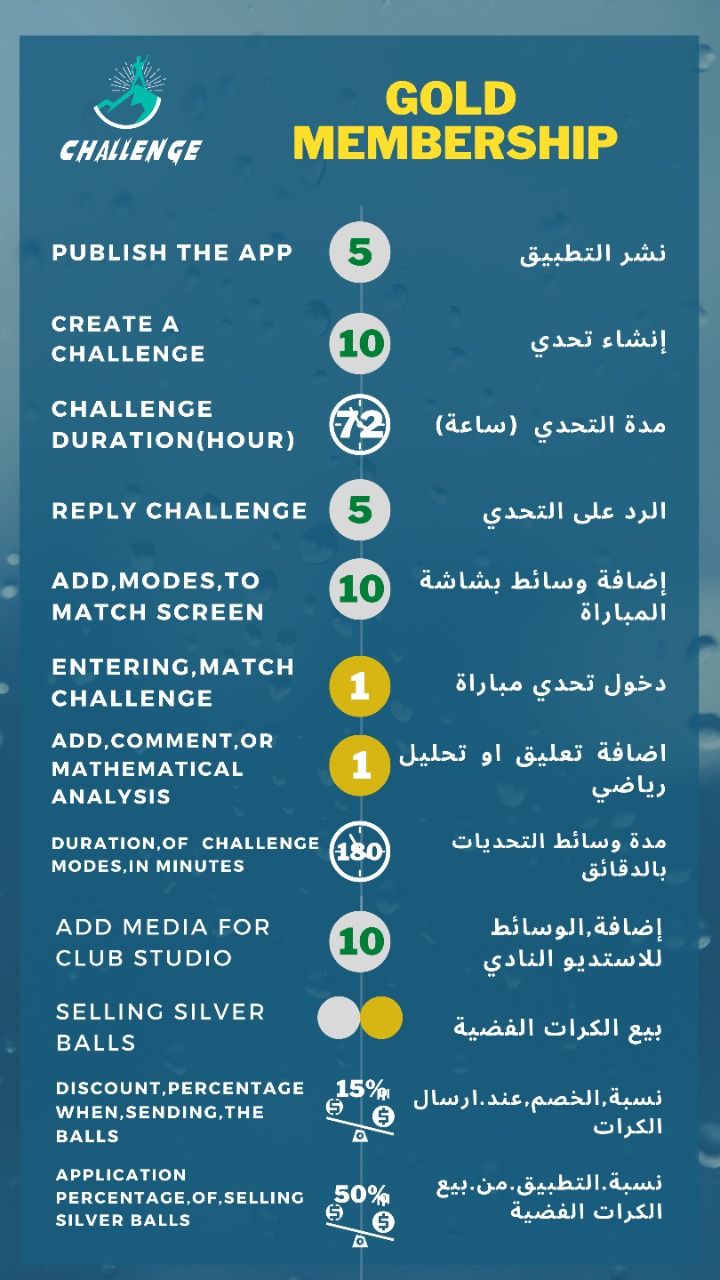 CHALLENGE
GOLD
MEMBERSHIP
PUBLISH THE APP
5
نشر التطبيق
CREATE A
CHALLENGE
10
إنشاء تحدي
CHALLENGE
DURATION(HOUR)
72
مدة التحدي (ساعة)
REPLY CHALLENGE
5
الرد على التحدي
ADD,MODES,TO
MATCH SCREEN
10
إضافة وسائط بشاشة
المباراة
ENTERING,MATCH
CHALLENGE
1
دخول تحدي مباراة
ADD,COMMENT,OR
MATHEMATICAL
ANALYSIS
1
اضافة تعليق او تحليل
رياضي
DURATION,OF CHALLENGE
MODES,IN MINUTES
180
مدة وسائط التحديات
بالدقائق
ADD MEDIA FOR
CLUB STUDIO
10
إضافة,الوسائط
للاستديو النادي
SELLING SILVER
BALLS
بيع الكرات الفضية
DISCOUNT,PERCENTAGE
WHEN,SENDING,THE
BALLS
15%
نسبة,الخصم,عند.ارسال
الكرات
APPLICATION
PERCENTAGE,OF,SELLING
SILVER BALLS
50%
نسبة.التطبيق.من.بيع
الكرات الفضية